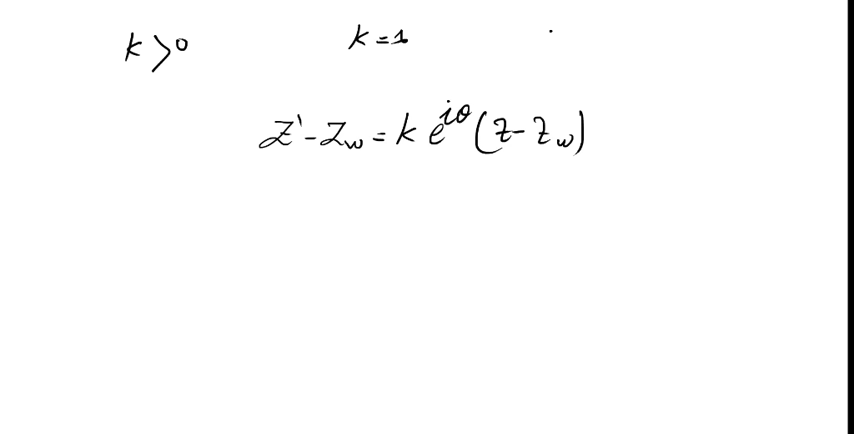 k > 0 k = 1
z' - z_w = k e^{iθ} (z - z_w)